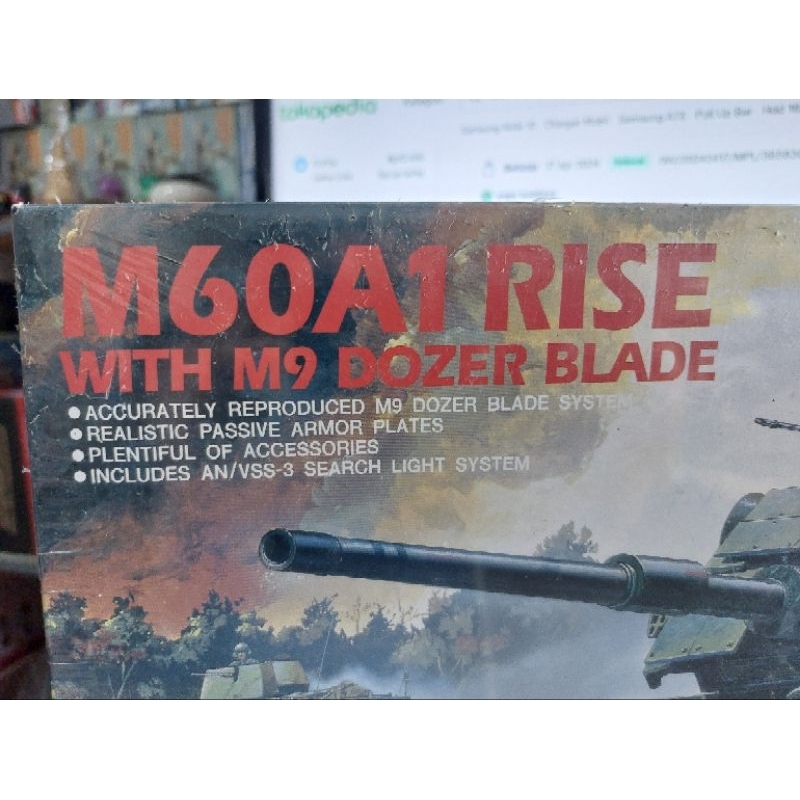 tokopedia
M60A1 RISE
WITH M9 DOZER BLADE
• ACCURATELY REPRODUCED M9 DOZER BLADE SYSTEM
• REALISTIC PASSIVE ARMOR PLATES
• PLENTIFUL OF ACCESSORIES
• INCLUDES AN/VSS-3 SEARCH LIGHT SYSTEM